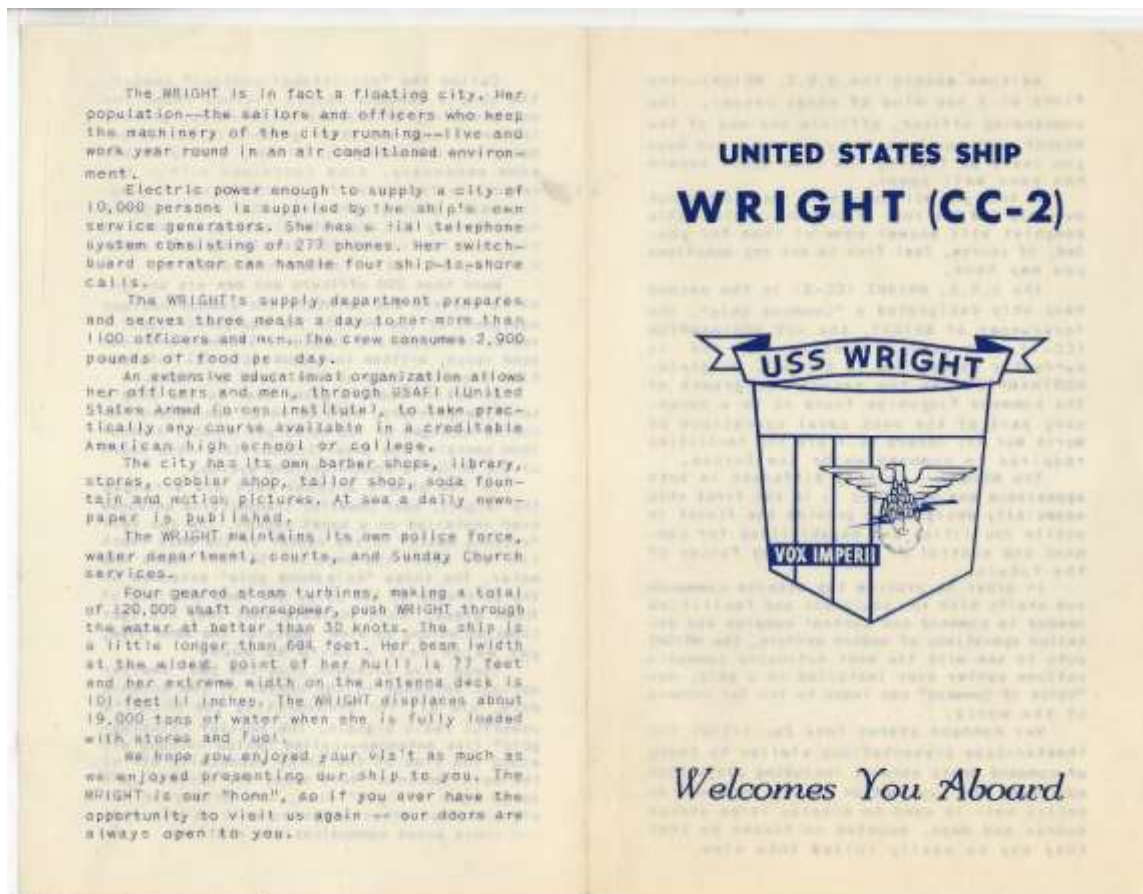 The WRIGHT is in fact a floating city. Her
population--the sailors and officers who keep
the machinery of the city running--live and
work year round in an air conditioned environ-
ment.
Electric power enough to supply a city of
10,000 persons is supplied by the ship's own
service generators. She has a dial telephone
system consisting of 277 phones. Her switch-
board operator can handle four ship-to-shore
calls.
The WRIGHT's supply department prepares
and serves three meals a day to her more than
1100 officers and men. The crew consumes 2,900
pounds of food per day.
An extensive educational organization allows
her officers and men, through USAFI (United
States Armed Forces Institute), to take prac-
tically any course available in a creditable
American high school or college.
The city has its own barber shops, library,
stores, cobbler shop, tailor shop, soda foun-
tain and motion pictures. At sea a daily news-
paper is published.
The WRIGHT maintains its own police force,
water department, courts, and Sunday Church
services.
Four geared steam turbines, making a total
of 120,000 shaft horsepower, push WRIGHT through
the water at better than 30 knots. The ship is
a little longer than 684 feet. Her beam (width
at the widest point of her hull) is 77 feet
and her extreme width on the antenna deck is
101 feet 11 inches. The WRIGHT displaces about
19,000 tons of water when she is fully loaded
with stores and fuel.
We hope you enjoyed your visit as much as
we enjoyed presenting our ship to you. The
WRIGHT is our "home", so if you ever have the
opportunity to visit us again -- our doors are
always open to you.
UNITED STATES SHIP
WRIGHT (CC-2)
USS WRIGHT
VOX IMPERII
Welcomes You Aboard